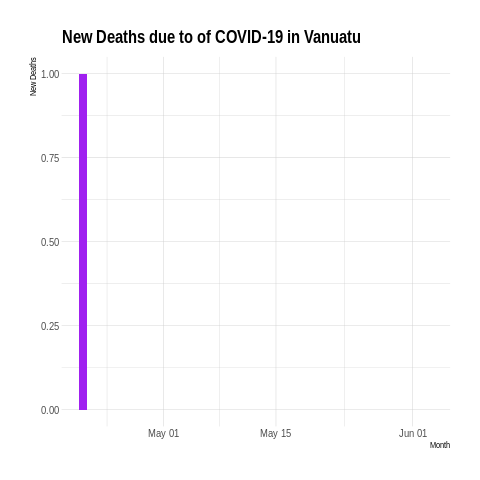 New Deaths due to of COVID-19 in Vanuatu
New Deaths
1.00
0.75
0.50
0.25
0.00
May 01
May 15
Jun 01
Month